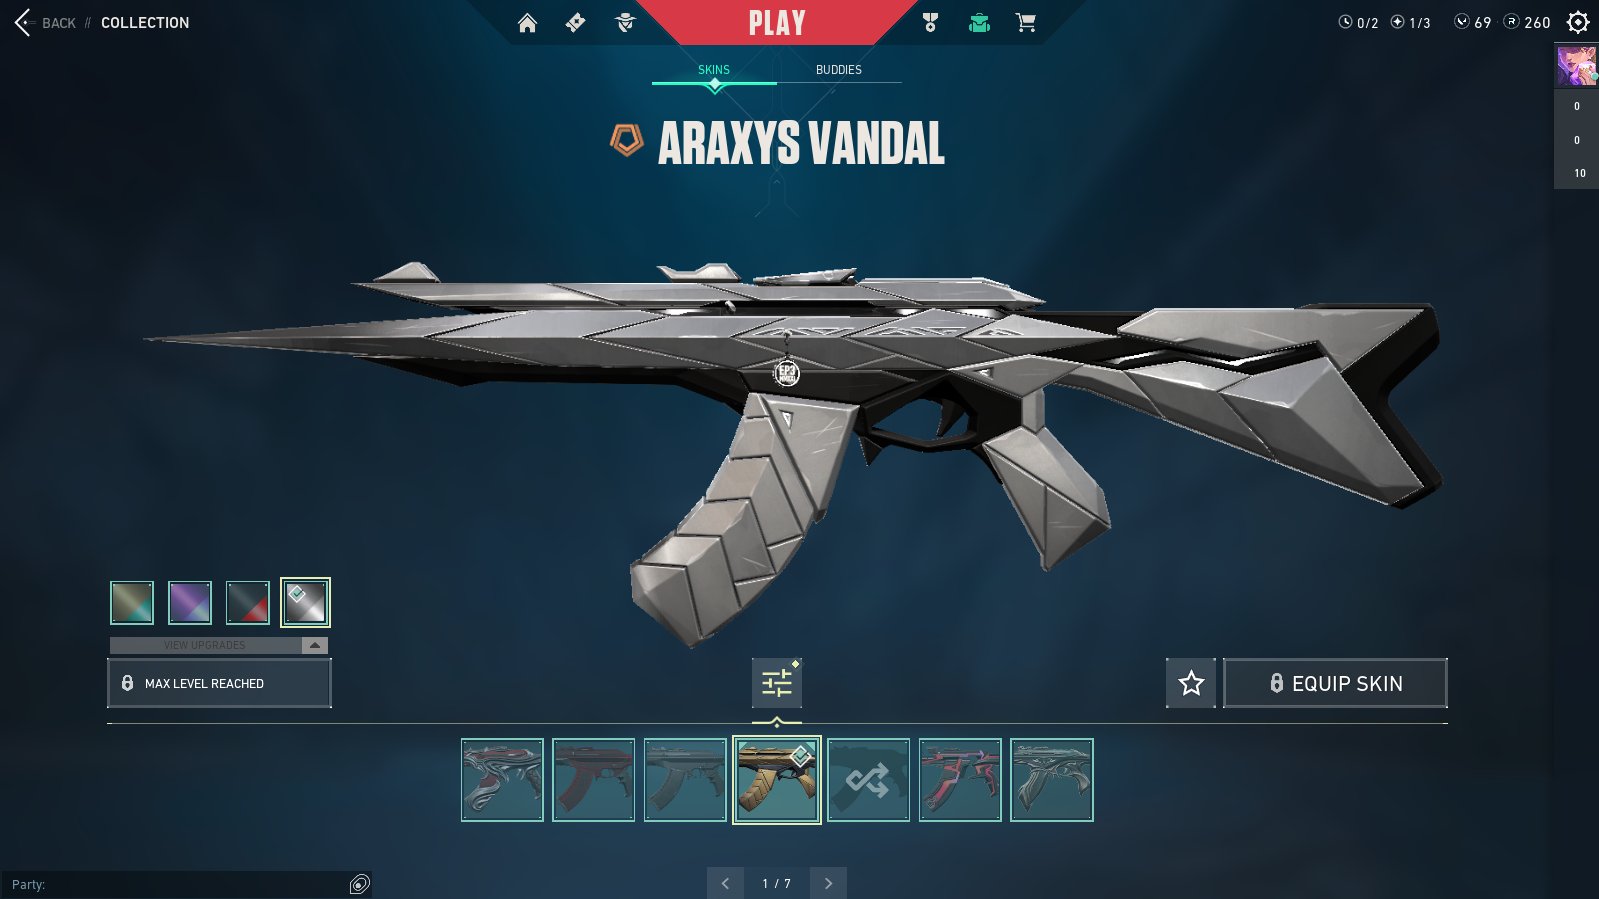 BACK // COLLECTION
PLAY
0/2 1/3 69 260
SKINS BUDDIES
ARAXYS VANDAL
0
0
10
EP3
VIEW UPGRADES
MAX LEVEL REACHED
EQUIP SKIN
Party:
1 / 7